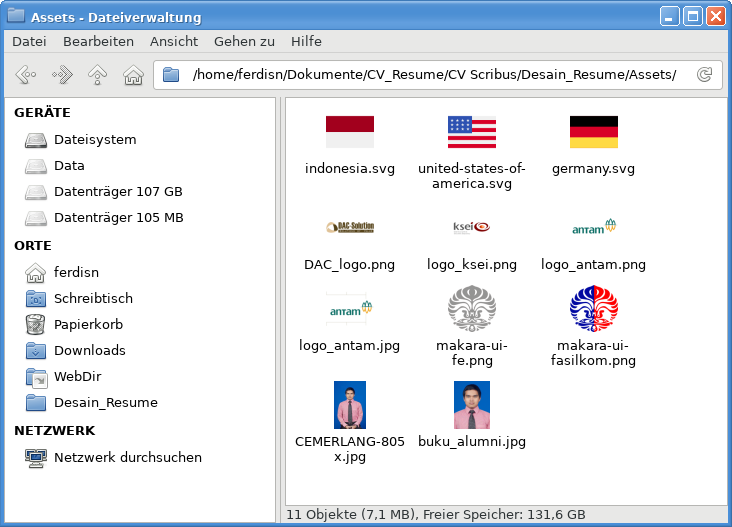 Assets - Dateiverwaltung
Datei Bearbeiten Ansicht Gehen zu Hilfe
/home/ferdisn/Dokumente/CV_Resume/CV Scribus/Desain_Resume/Assets/
GERÄTE
Dateisystem
Data
Datenträger 107 GB
Datenträger 105 MB
ORTE
ferdisn
Schreibtisch
Papierkorb
Downloads
WebDir
Desain_Resume
NETZWERK
Netzwerk durchsuchen
indonesia.svg
united-states-of-
america.svg
germany.svg
DAC-Solution
DAC_logo.png
ksei
logo_ksei.png
antam
logo_antam.png
antam
logo_antam.jpg
makara-ui-
fe.png
makara-ui-
fasilkom.png
CEMERLANG-805
x.jpg
buku_alumni.jpg
11 Objekte (7,1 MB), Freier Speicher: 131,6 GB